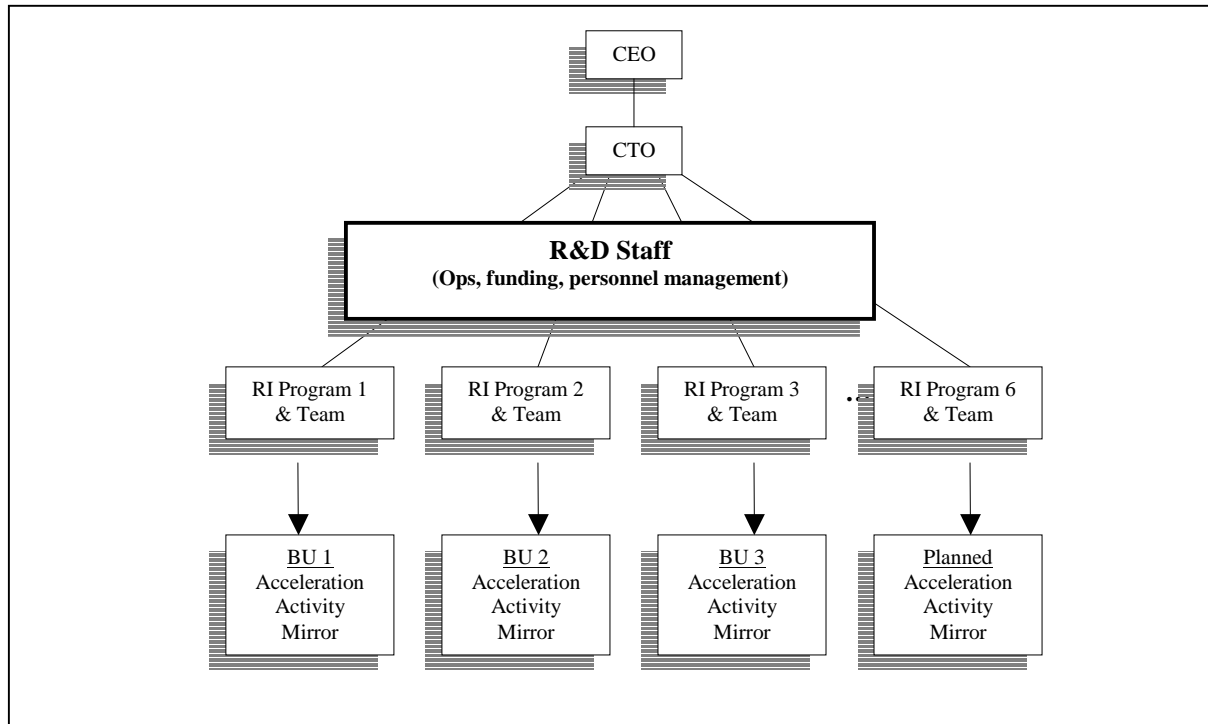 CEO
CTO
R&D Staff
(Ops, funding, personnel management)
RI Program 1
& Team
RI Program 2
& Team
RI Program 3
& Team
...
RI Program 6
& Team
BU 1
Acceleration
Activity
Mirror
BU 2
Acceleration
Activity
Mirror
BU 3
Acceleration
Activity
Mirror
Planned
Acceleration
Activity
Mirror